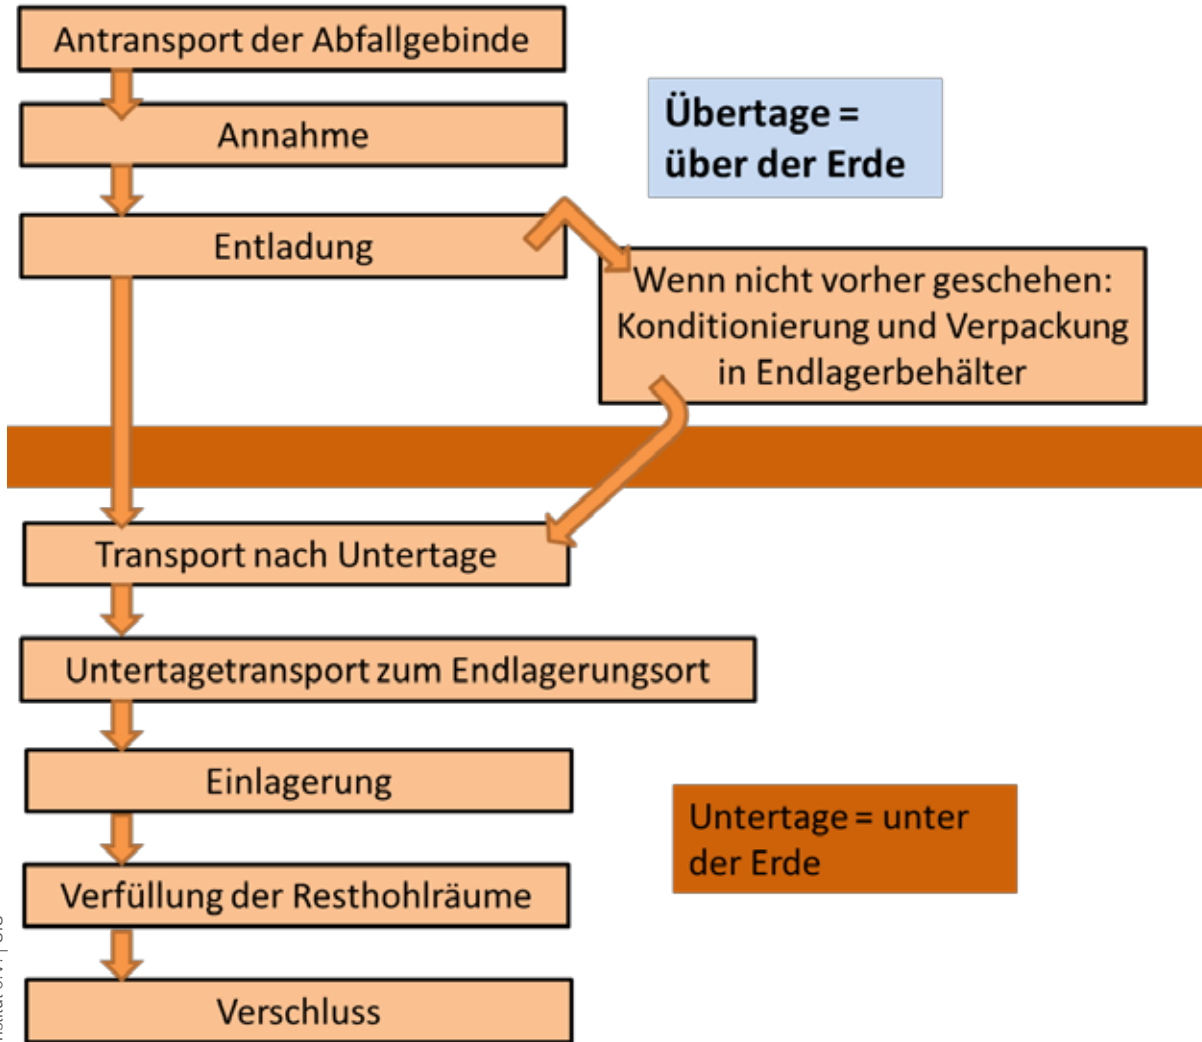 Antransport der Abfallgebinde
Annahme
Übertage =
über der Erde
Entladung
Wenn nicht vorher geschehen:
Konditionierung und Verpackung
in Endlagerbehälter
Transport nach Untertage
Untertagetransport zum Endlagerungsort
Einlagerung
Untertage = unter
der Erde
Verfüllung der Resthohlräume
Verschluss